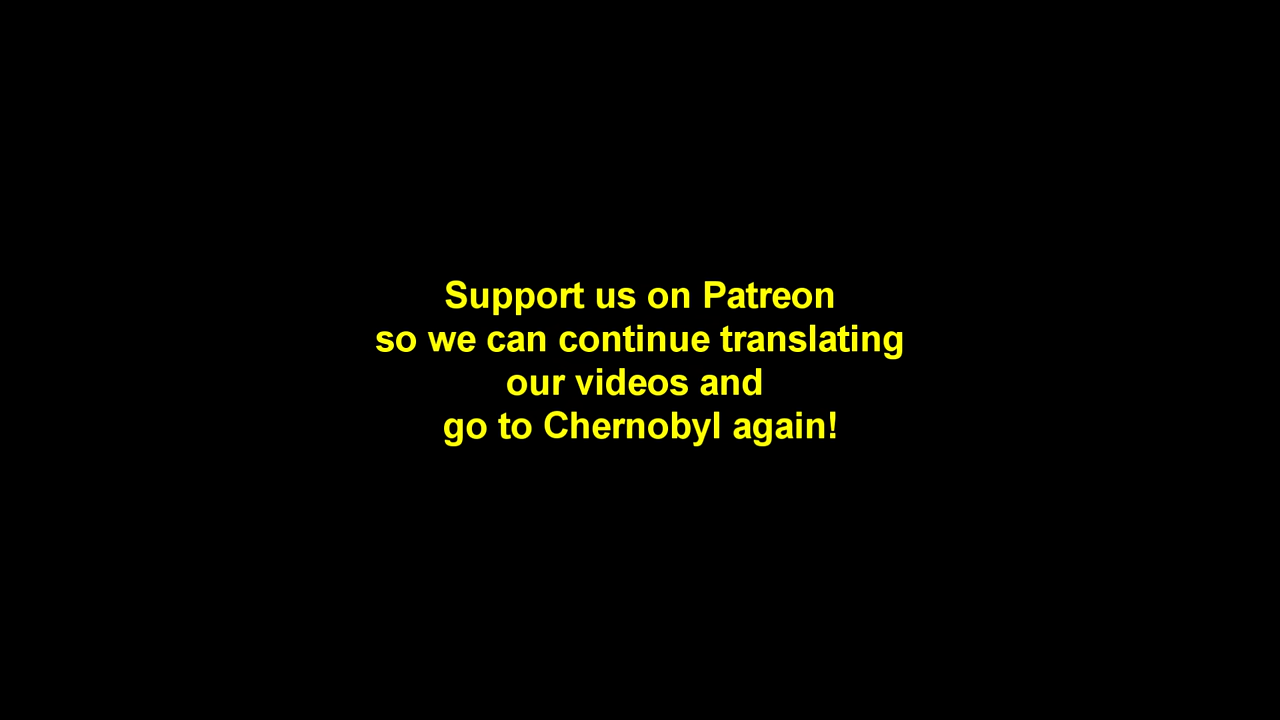 Support us on Patreon
so we can continue translating
our videos and
go to Chernobyl again!